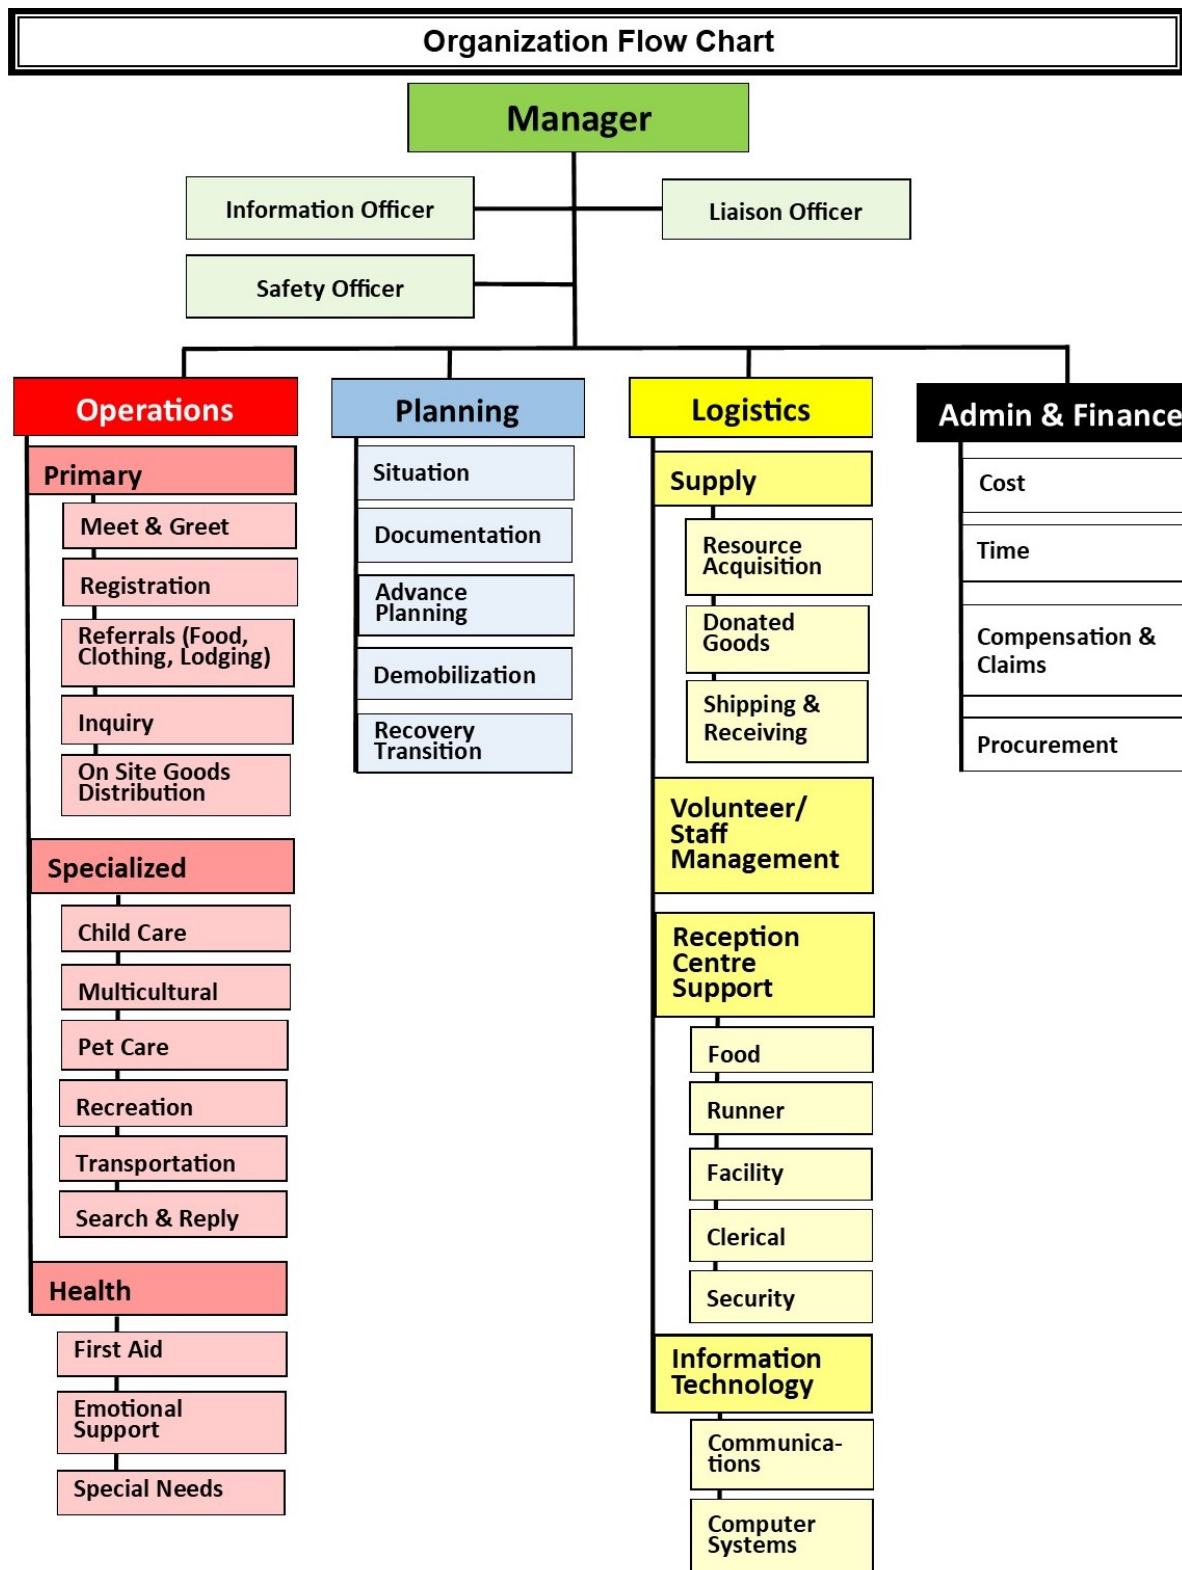 Organization Flow Chart
Manager
Information Officer
Liaison Officer
Safety Officer
Operations
Primary
Meet & Greet
Registration
Referrals (Food,
Clothing, Lodging)
Inquiry
On Site Goods
Distribution
Specialized
Child Care
Multicultural
Pet Care
Recreation
Transportation
Search & Reply
Health
First Aid
Emotional
Support
Special Needs
Planning
Situation
Documentation
Advance
Planning
Demobilization
Recovery
Transition
Logistics
Supply
Resource
Acquisition
Donated
Goods
Shipping &
Receiving
Volunteer/
Staff
Management
Reception
Centre
Support
Food
Runner
Facility
Clerical
Security
Information
Technology
Communica-
tions
Computer
Systems
Admin & Finance
Cost
Time
Compensation &
Claims
Procurement